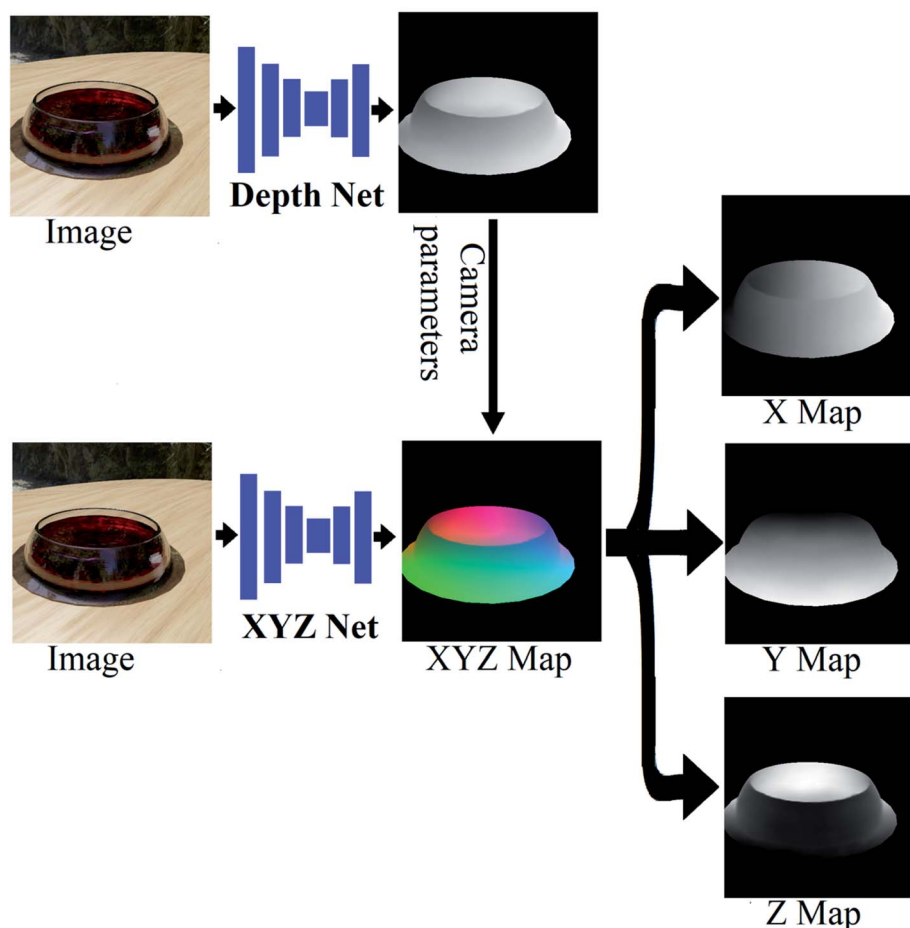 Depth Net
Image
Camera
parameters
X Map
XYZ Net
Image
XYZ Map
Y Map
Z Map